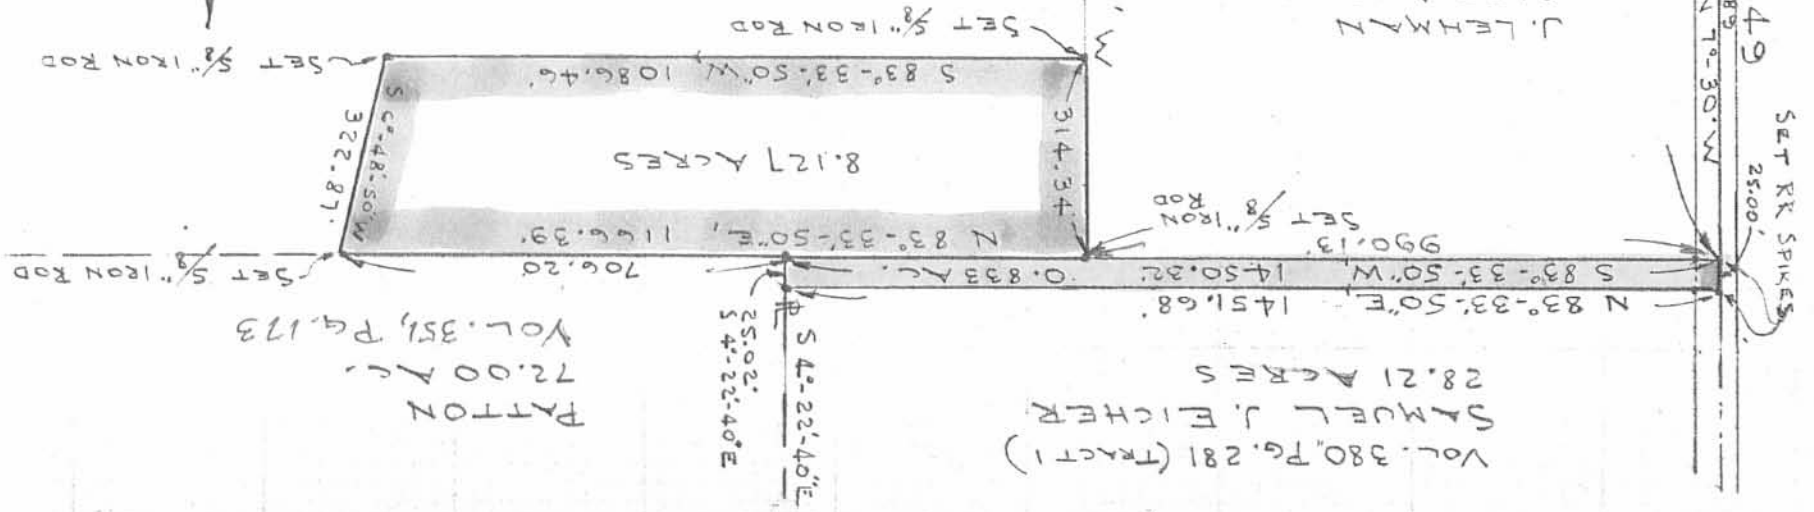 VOL. 380, PG. 281 (TRACT 1)
SAMUEL J. EICHER
28.21 ACRES
S 4°-22'-40"E
S 4°-22'-40"E
25.02'
PATTON
72.00 AC.
VOL. 351, PG. 173
N 83°-33'-50"E, 1451.68'
S 83°-33'-50"W, 1450.32'
0.833 AC.
990.13'
706.20'
SET 5/8" IRON ROD
SET RR SPIKES
25.00'
SET
5/8" IRON
ROD
N 83°-33'-50"E, 1166.39'
8.127 ACRES
314.34'
S 6°-48'-50"W
322.87'
S 83°-33'-50"W, 1086.46'
SET 5/8" IRON ROD
SET 5/8" IRON ROD
J. LEHMAN
N 7°-30'W
49
W
89